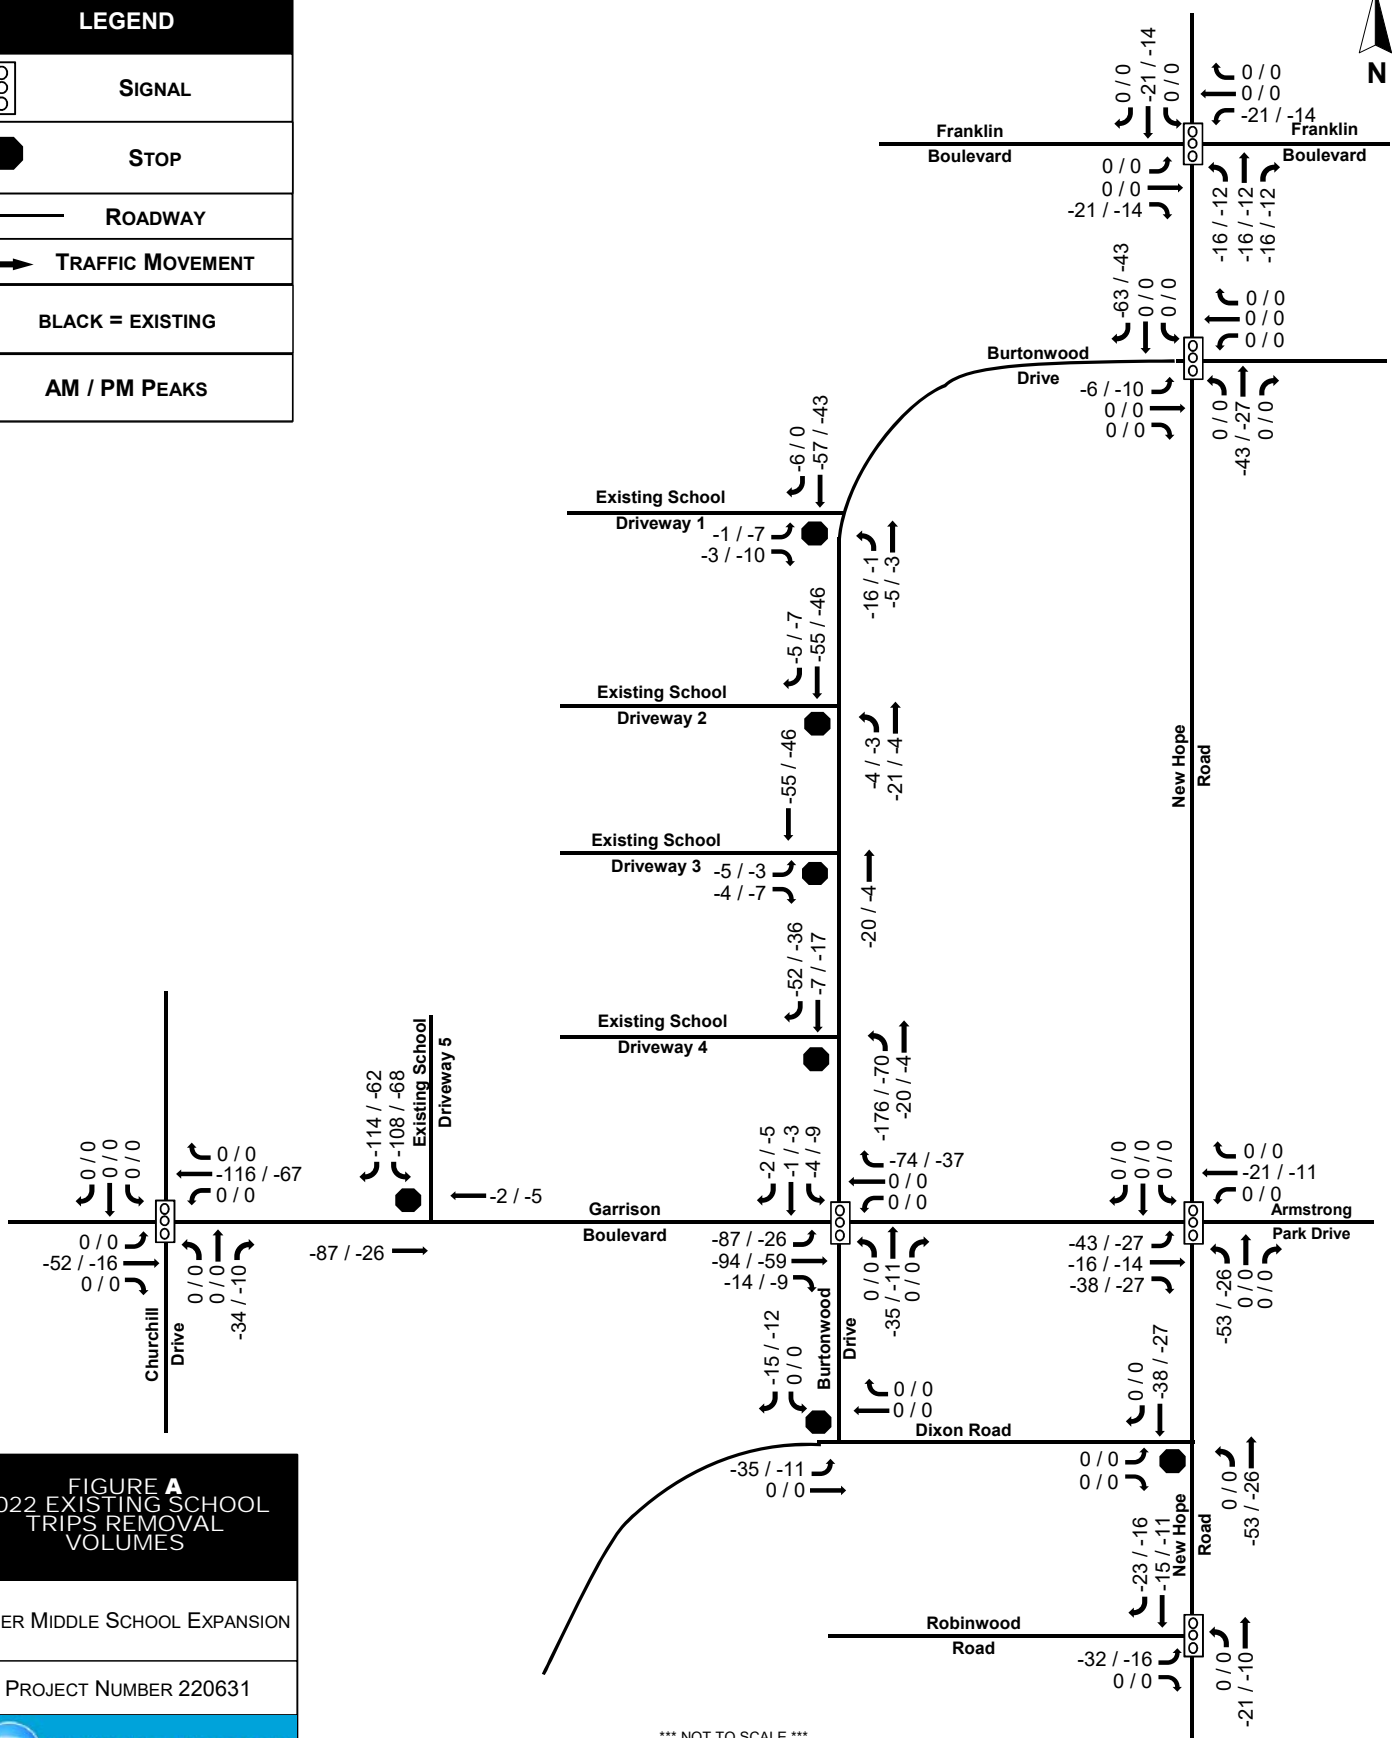 LEGEND
SIGNAL
STOP
ROADWAY
TRAFFIC MOVEMENT
BLACK = EXISTING
AM / PM PEAKS
N
0 / 0
-21 / -14
0 / 0
0 / 0
0 / 0
-21 / -14
Franklin
Boulevard
Franklin
Boulevard
0 / 0
0 / 0
-21 / -14
-16 / -12
-16 / -12
-16 / -12
-63 / -43
0 / 0
0 / 0
0 / 0
0 / 0
0 / 0
Burtonwood
Drive
-6 / -10
0 / 0
0 / 0
0 / 0
-43 / -27
0 / 0
-6 / 0
-57 / -43
Existing School
Driveway 1
-1 / -7
-3 / -10
-16 / -1
-5 / -3
-5 / -7
-55 / -46
Existing School
Driveway 2
-4 / -3
-21 / -4
-55 / -46
New Hope
Road
Existing School
Driveway 3
-5 / -3
-4 / -7
-20 / -4
-52 / -36
-7 / -17
Existing School
Driveway 4
-176 / -70
-20 / -4
Existing School
Driveway 5
-114 / -62
-108 / -68
-2 / -5
-87 / -26
0 / 0
0 / 0
0 / 0
0 / 0
-116 / -67
0 / 0
0 / 0
-52 / -16
0 / 0
0 / 0
0 / 0
-34 / -10
Churchill
Drive
Garrison
Boulevard
-2 / -5
-1 / -3
-4 / -9
-74 / -37
0 / 0
0 / 0
-87 / -26
-94 / -59
-14 / -9
0 / 0
-35 / -11
0 / 0
Burtonwood
Drive
0 / 0
0 / 0
0 / 0
0 / 0
-21 / -11
0 / 0
Armstrong
Park Drive
-43 / -27
-16 / -14
-38 / -27
-53 / -26
0 / 0
0 / 0
-15 / -12
0 / 0
0 / 0
0 / 0
Dixon Road
-35 / -11
0 / 0
0 / 0
-38 / -27
0 / 0
0 / 0
0 / 0
-53 / -26
New Hope
Road
-23 / -16
-15 / -11
Robinwood
Road
-32 / -16
0 / 0
0 / 0
-21 / -10
FIGURE A
022 EXISTING SCHOOL
TRIPS REMOVAL
VOLUMES
ER MIDDLE SCHOOL EXPANSION
PROJECT NUMBER 220631
*** NOT TO SCALE ***